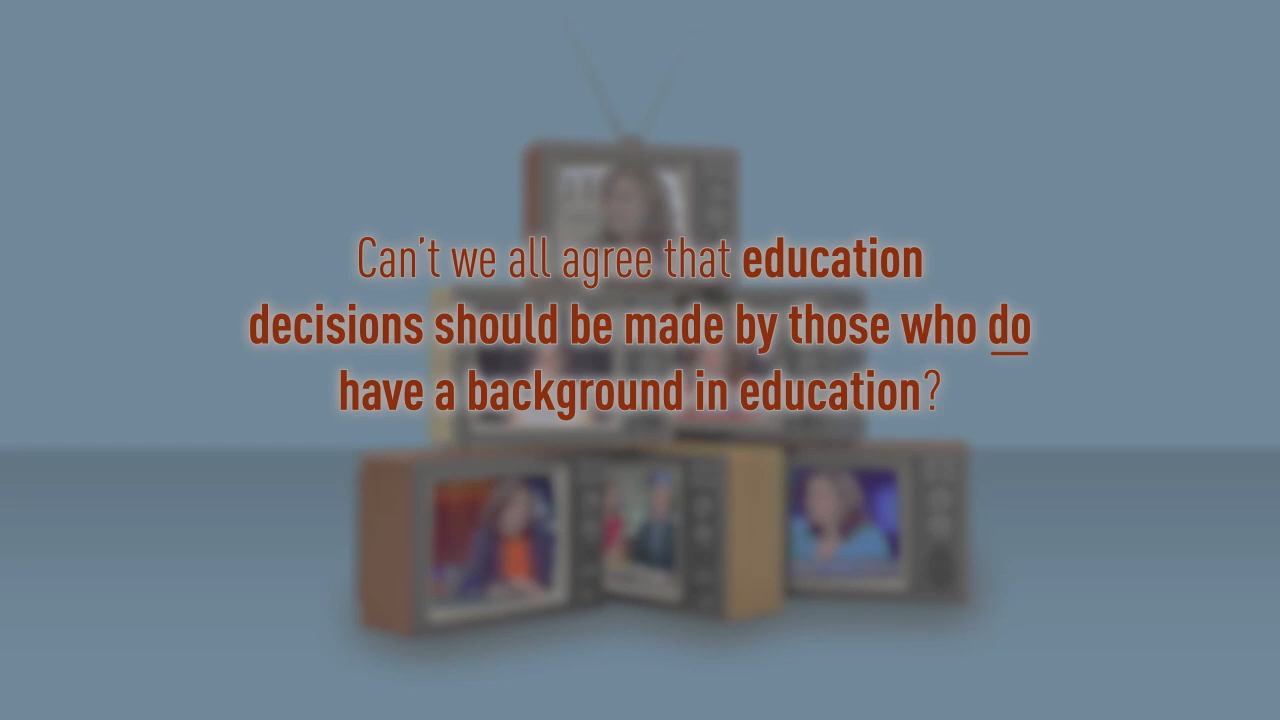 Can't we all agree that education
decisions should be made by those who do
have a background in education?